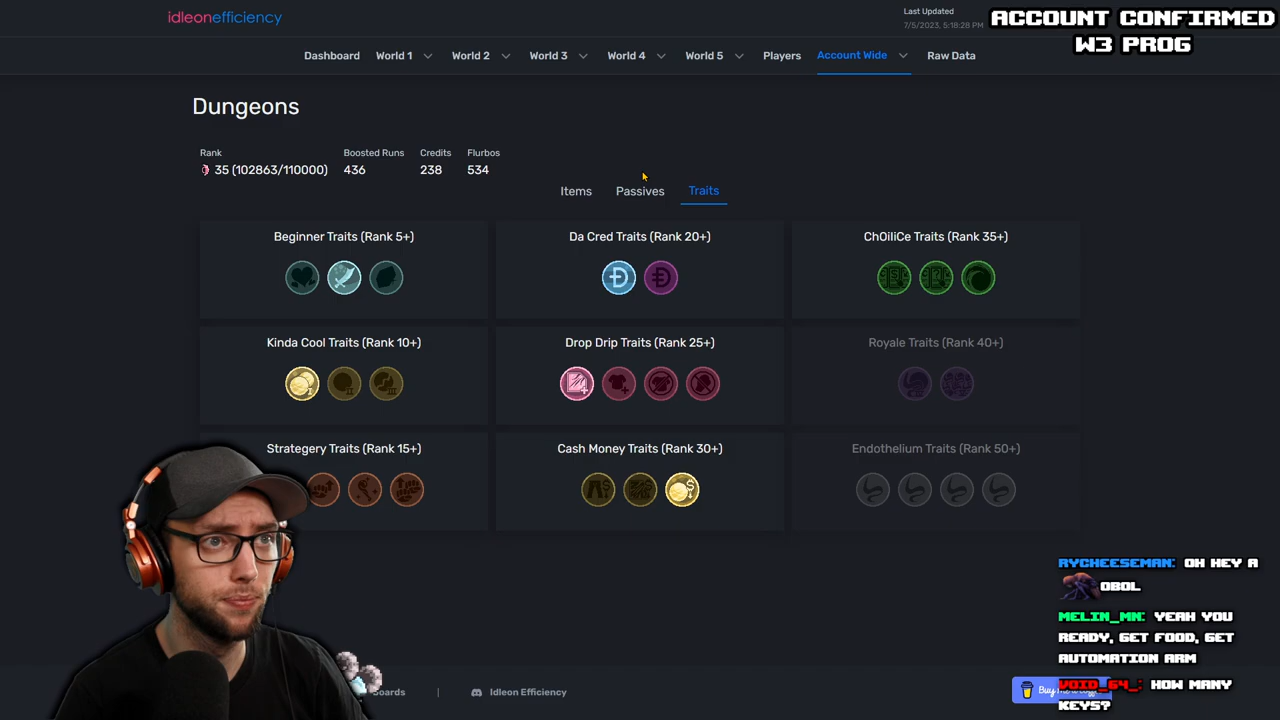 idleonefficiency
Last Updated
7/5/2023, 5:18:28 PM
ACCOUNT CONFIRMED
W3 PROG
Dashboard World 1 World 2 World 3 World 4 World 5 Players Account Wide Raw Data
Dungeons
Rank Boosted Runs Credits Flurbos
35 (102863/110000) 436 238 534
Items Passives Traits
Beginner Traits (Rank 5+) Da Cred Traits (Rank 20+) ChOiliCe Traits (Rank 35+)
Kinda Cool Traits (Rank 10+) Drop Drip Traits (Rank 25+) Royale Traits (Rank 40+)
Strategery Traits (Rank 15+) Cash Money Traits (Rank 30+) Endothelium Traits (Rank 50+)
RYCHEESEMAN: OH HEY A
OBOL
MELIN_MN: YEAH YOU
READY, GET FOOD, GET
AUTOMATION ARM
VOID_64_: HOW MANY
KEYS?
oards | Idleon Efficiency